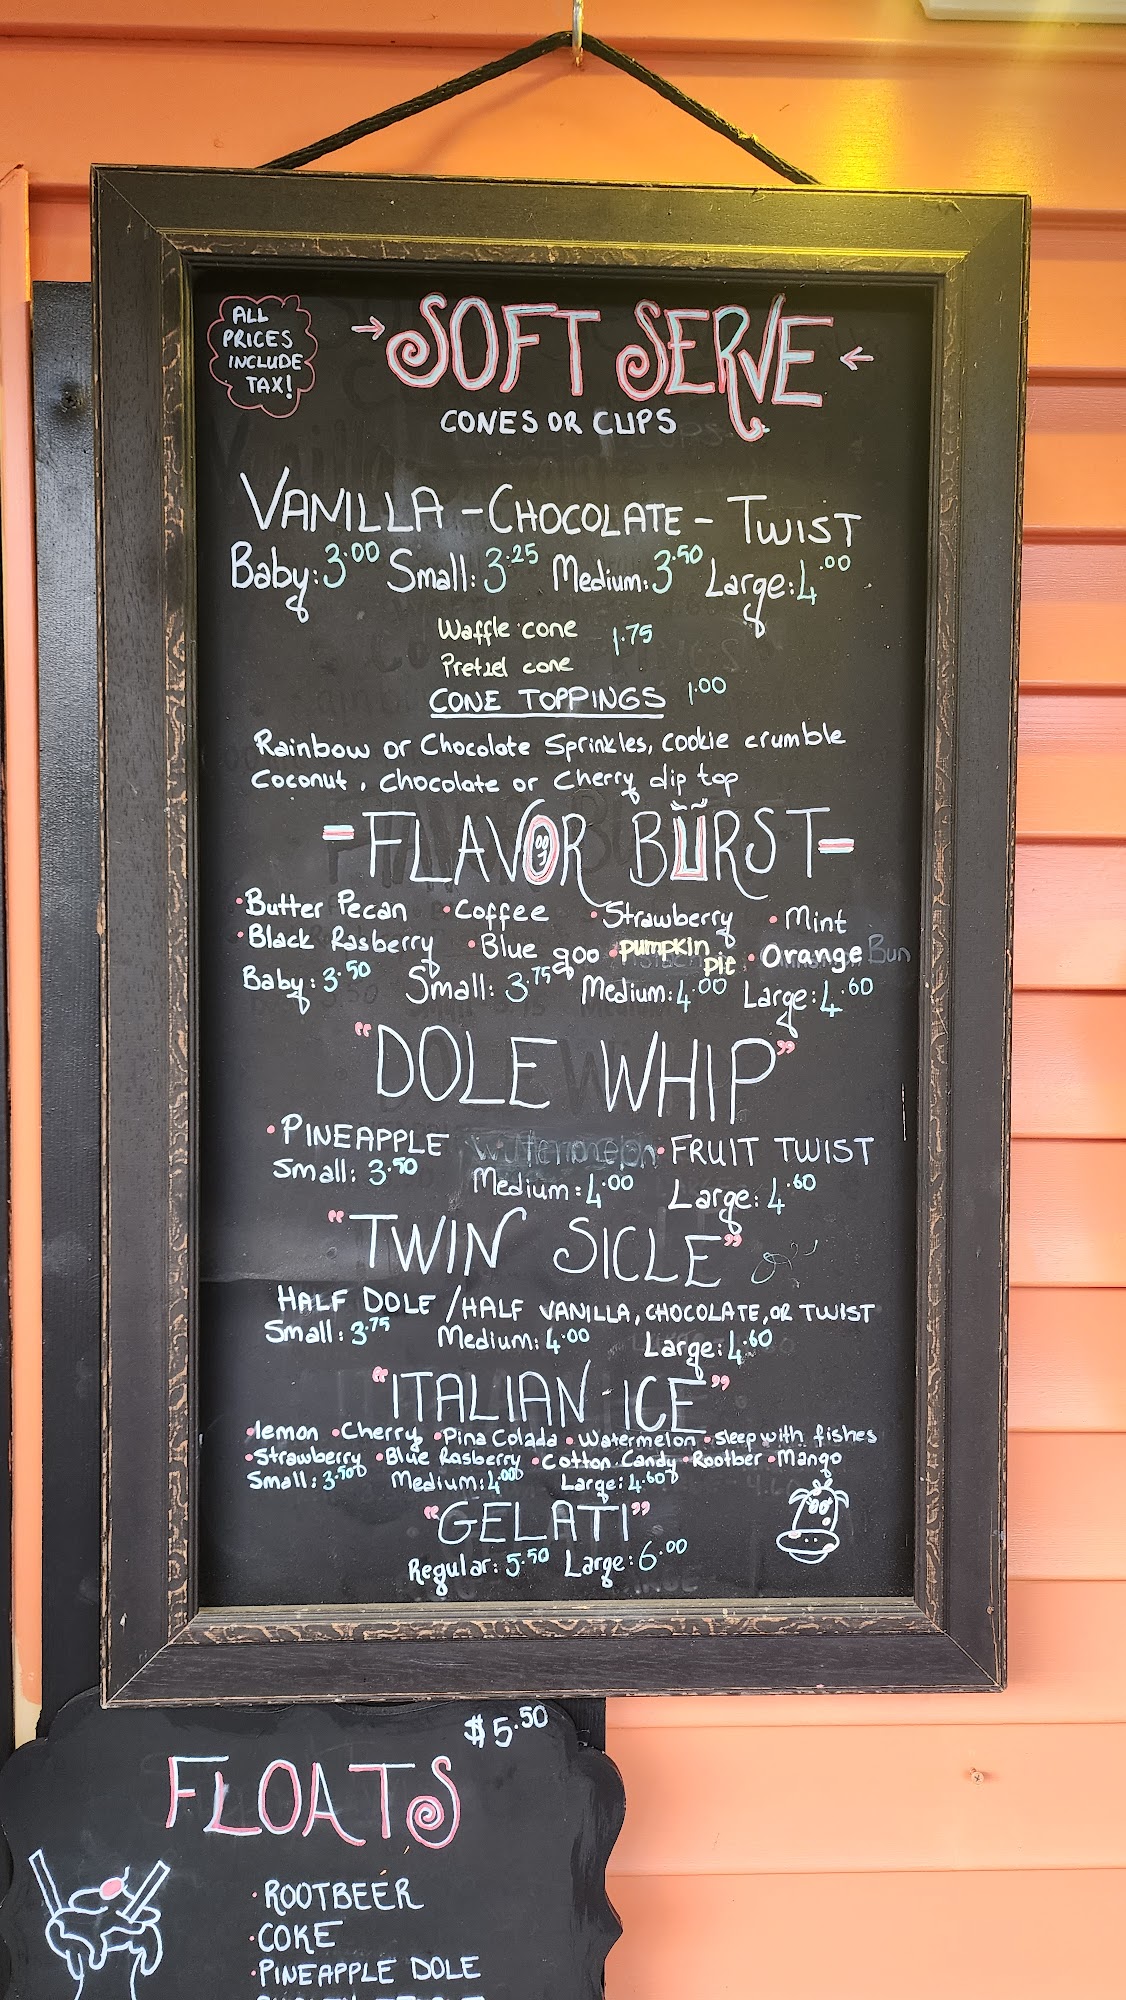 ALL
PRICES
INCLUDE
TAX!
SOFT SERVE
CONES OR CUPS
VANILLA - CHOCOLATE - TWIST
Baby: 3.00 Small: 3.25 Medium: 3.50 Large: 4.00
Waffle cone 1.75
Pretzel cone
CONE TOPPINGS 1.00
Rainbow or Chocolate Sprinkles, cookie crumble
Coconut, Chocolate or Cherry dip top
FLAVOR BURST
•Butter Pecan •Coffee •Strawberry •Mint
•Black Rasberry •Blue goo •pumpkin pie •Orange Bun
Baby: 3.50 Small: 3.75 Medium: 4.00 Large: 4.60
"DOLE WHIP"
•PINEAPPLE Watermelon •FRUIT TWIST
Small: 3.50 Medium: 4.00 Large: 4.60
"TWIN SICLE"
HALF DOLE / HALF VANILLA, CHOCOLATE, OR TWIST
Small: 3.75 Medium: 4.00 Large: 4.60
"ITALIAN ICE"
•lemon •Cherry •Pina Colada •Watermelon •Sleep with fishes
•Strawberry •Blue Rasberry •Cotton Candy •Rootber •Mango
Small: 3.50 Medium: 4.00 Large: 4.60
"GELATI"
Regular: 5.50 Large: 6.00
$5.50
FLOATS
•ROOTBEER
•COKE
•PINEAPPLE DOLE